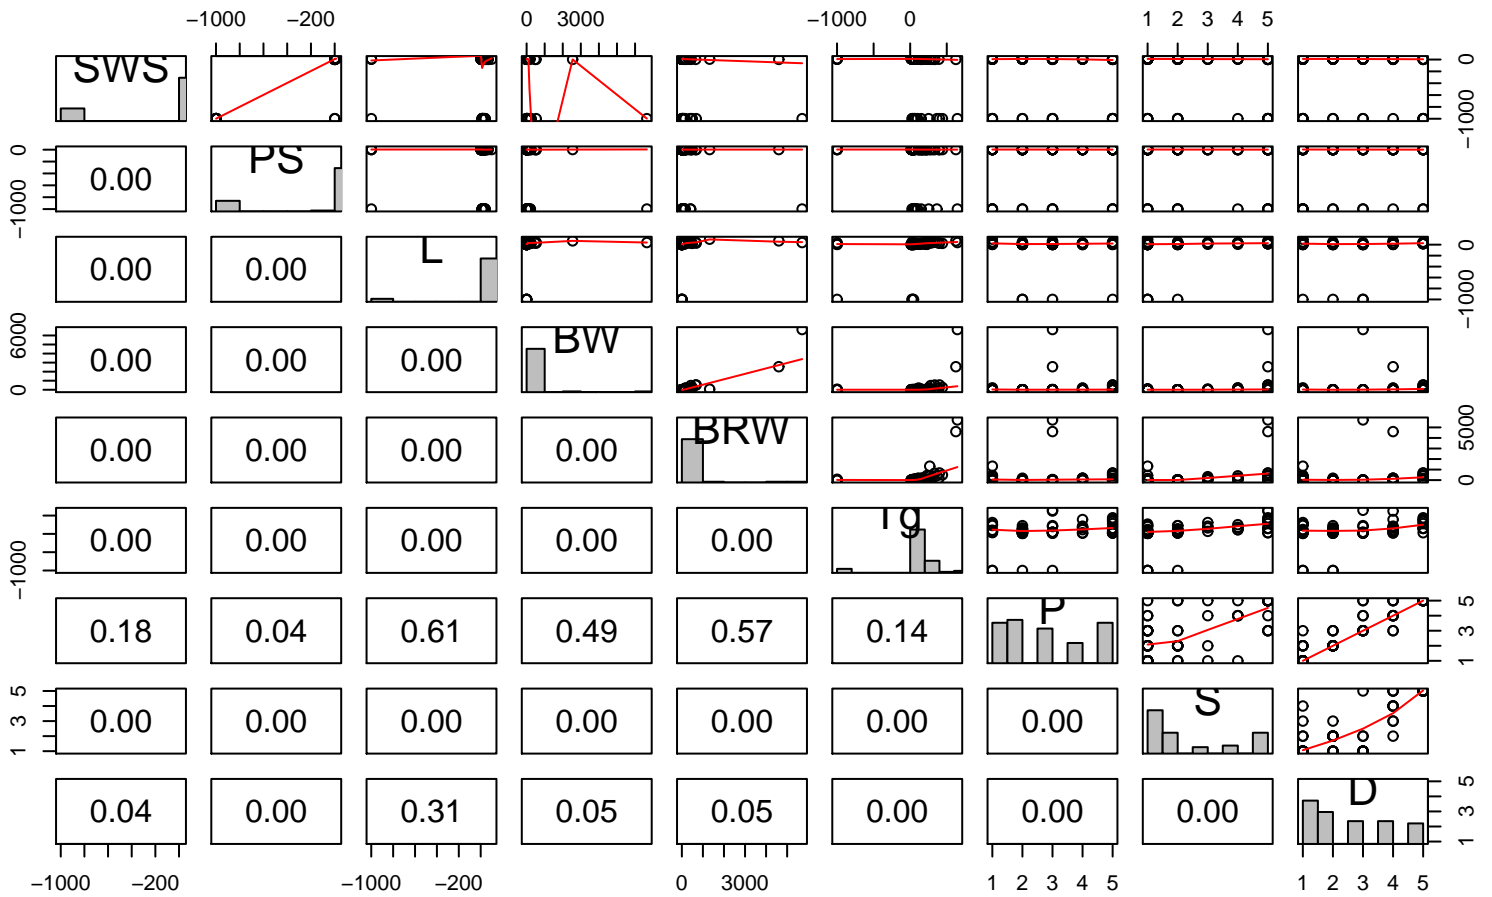 −1000 −200 0 3000 −1000 0 1 2 3 4 5
SWS −1000 0
−1000 0 0.00 PS
0.00 0.00 L −1000 0
0 6000 0.00 0.00 0.00 BW
0.00 0.00 0.00 0.00 BRW 0 5000
−1000 0.00 0.00 0.00 0.00 0.00 Tg
0.18 0.04 0.61 0.49 0.57 0.14 P 1 3 5
1 3 5 0.00 0.00 0.00 0.00 0.00 0.00 0.00 S
0.04 0.00 0.31 0.05 0.05 0.00 0.00 0.00 D 1 3 5
−1000 −200 −1000 −200 0 3000 1 2 3 4 5 1 2 3 4 5